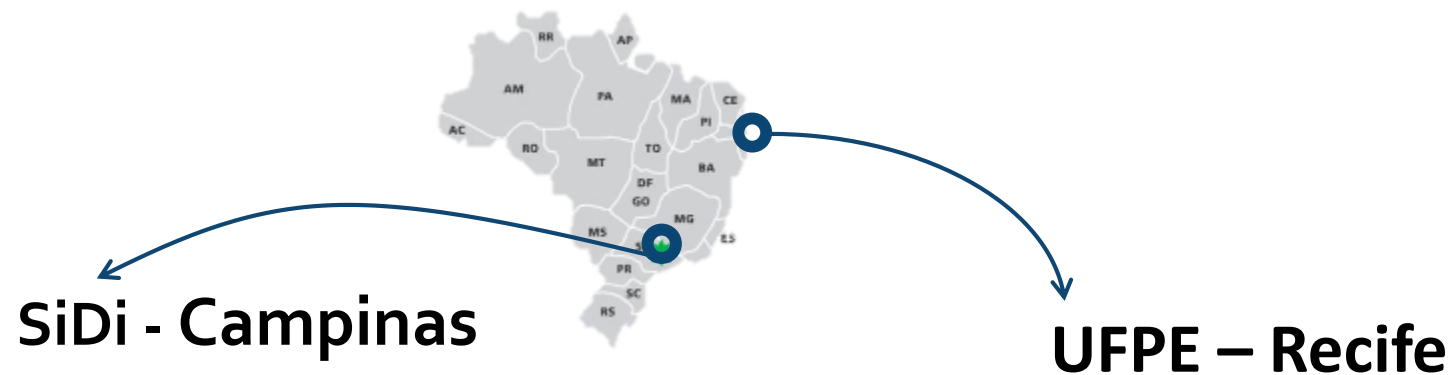 RR
AP
AM
PA
MA
CE
PI
AC
RO
TO
MT
BA
DF
GO
MG
MS
ES
S
PR
SC
RS
SiDi - Campinas
UFPE – Recife